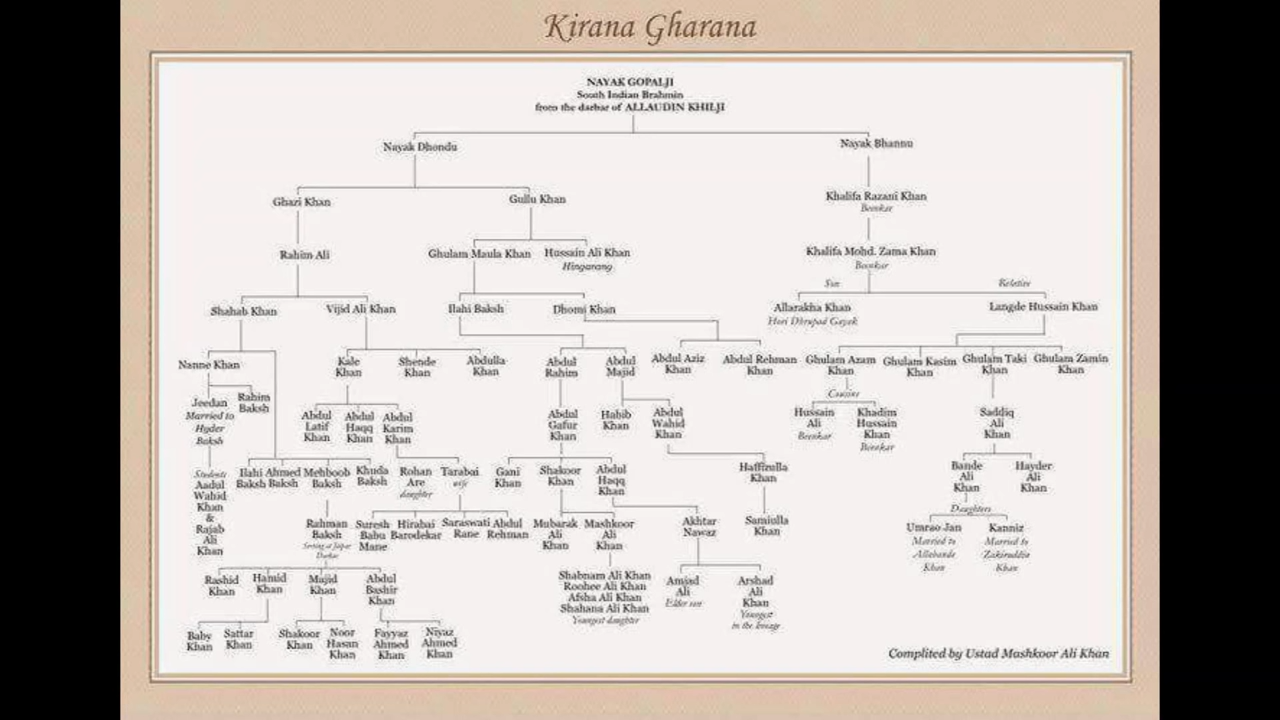 Kirana Gharana
NAYAK GOPALJI
South Indian Brahmin
from the darbar of ALLAUDIN KHILJI
Nayak Dhondu
Nayak Bhannu
Ghazi Khan
Gullu Khan
Khalifa Razani Khan
Beenkar
Rahim Ali
Ghulam Maula Khan
Hussain Ali Khan
Hingarang
Khalifa Mohd. Zama Khan
Beenkar
Son
Relative
Shahab Khan
Vijid Ali Khan
Ilahi Baksh
Dhomi Khan
Allarakha Khan
Hori Dhrupad Gayak
Langde Hussain Khan
Nanne Khan
Kale
Khan
Shende
Khan
Abdulla
Khan
Abdul
Rahim
Abdul
Majid
Abdul Aziz
Khan
Abdul Rehman
Khan
Ghulam Azam
Khan
Ghulam Kasim
Khan
Ghulam Taki
Khan
Ghulam Zamin
Khan
Jeedan
Married to
Hyder
Baksh
Rahim
Baksh
Abdul
Latif
Khan
Abdul
Haqq
Khan
Abdul
Karim
Khan
Abdul
Gafur
Khan
Habib
Khan
Abdul
Wahid
Khan
Cousins
Hussain
Ali
Beenkar
Khadim
Hussain
Khan
Beenkar
Saddiq
Ali
Khan
Students
Aadul
Wahid
Khan
&
Rajab
Ali
Khan
Ilahi
Baksh
Ahmed
Baksh
Mehboob
Baksh
Khuda
Baksh
Rohan
Are
daughter
Tarabai
wife
Gani
Khan
Shakoor
Khan
Abdul
Haqq
Khan
Haffizulla
Khan
Bande
Ali
Khan
Hayder
Ali
Khan
Daughters
Rahman
Baksh
Serving at Jaipur
Darbar
Suresh
Babu
Mane
Hirabai
Barodekar
Saraswati
Rane
Abdul
Rehman
Mubarak
Ali
Khan
Mashkoor
Ali
Khan
Akhtar
Nawaz
Samiulla
Khan
Umrao Jan
Married to
Allabande
Khan
Kanniz
Married to
Zakiruddin
Khan
Rashid
Khan
Hamid
Khan
Majid
Khan
Abdul
Bashir
Khan
Shabnam Ali Khan
Roohee Ali Khan
Afsha Ali Khan
Shahana Ali Khan
Youngest daughter
Amjad
Ali
Elder son
Arshad
Ali
Khan
Youngest
in the lineage
Baby
Khan
Sattar
Khan
Shakoor
Khan
Noor
Hasan
Khan
Fayyaz
Ahmed
Khan
Niyaz
Ahmed
Khan
Complited by Ustad Mashkoor Ali Khan